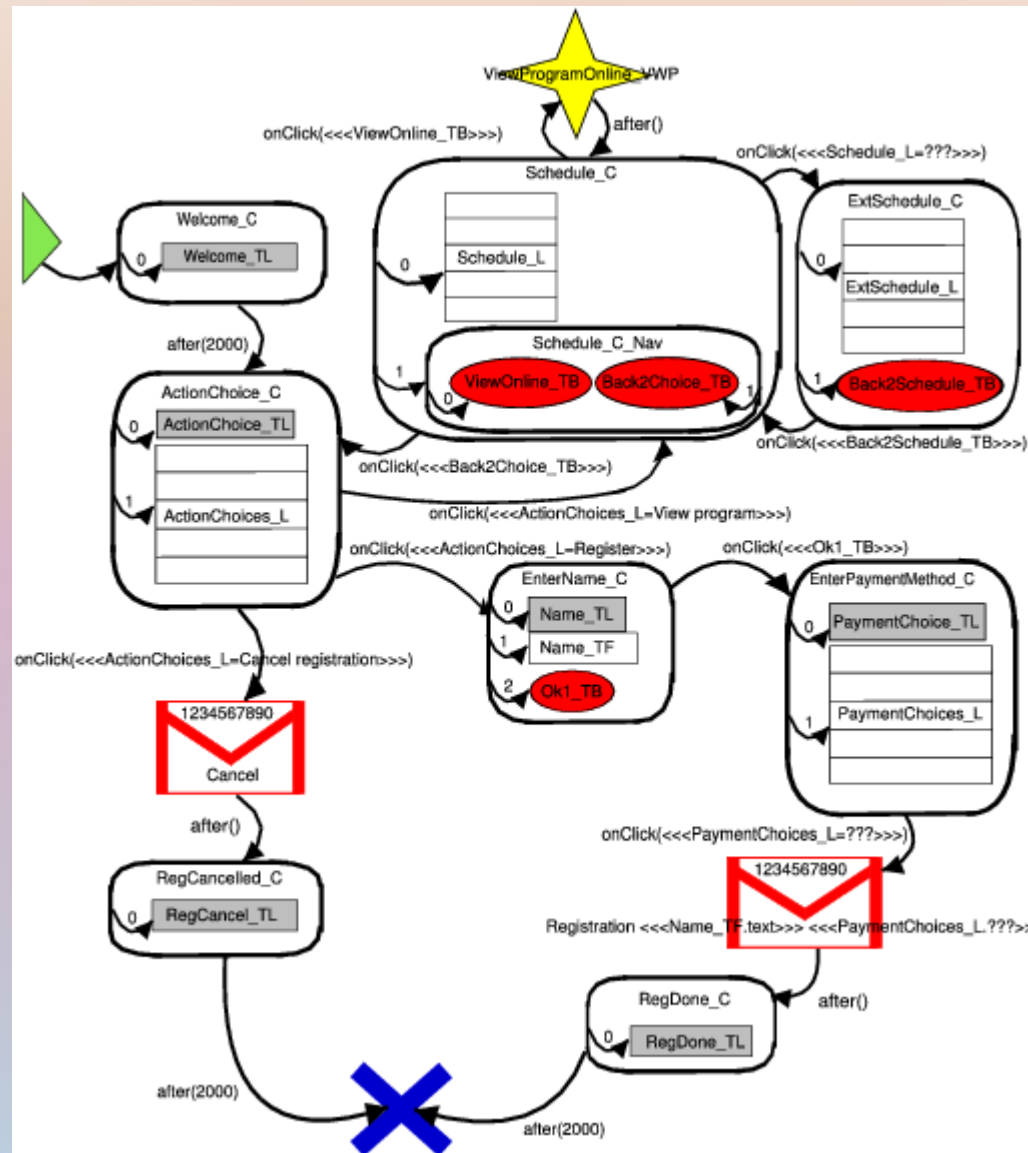 ViewProgramOnline_VWP
onClick(<<<ViewOnline_TB>>>)
after()
onClick(<<<Schedule_L=???>>>)
Schedule_C
0
Schedule_L
1
Schedule_C_Nav
ViewOnline_TB
Back2Choice_TB
0
1
ExtSchedule_C
0
ExtSchedule_L
1
Back2Schedule_TB
onClick(<<<Back2Schedule_TB>>>)
Welcome_C
0
Welcome_TL
after(2000)
ActionChoice_C
0
ActionChoice_TL
1
ActionChoices_L
onClick(<<<Back2Choice_TB>>>)
onClick(<<<ActionChoices_L=View program>>>)
onClick(<<<ActionChoices_L=Register>>>)
onClick(<<<Ok1_TB>>>)
EnterName_C
0
Name_TL
1
Name_TF
2
Ok1_TB
EnterPaymentMethod_C
0
PaymentChoice_TL
1
PaymentChoices_L
onClick(<<<ActionChoices_L=Cancel registration>>>)
1234567890
Cancel
after()
RegCancelled_C
0
RegCancel_TL
after(2000)
onClick(<<<PaymentChoices_L=???>>>)
1234567890
Registration <<<Name_TF.text>>> <<<PaymentChoices_L.???>>
after()
RegDone_C
0
RegDone_TL
after(2000)